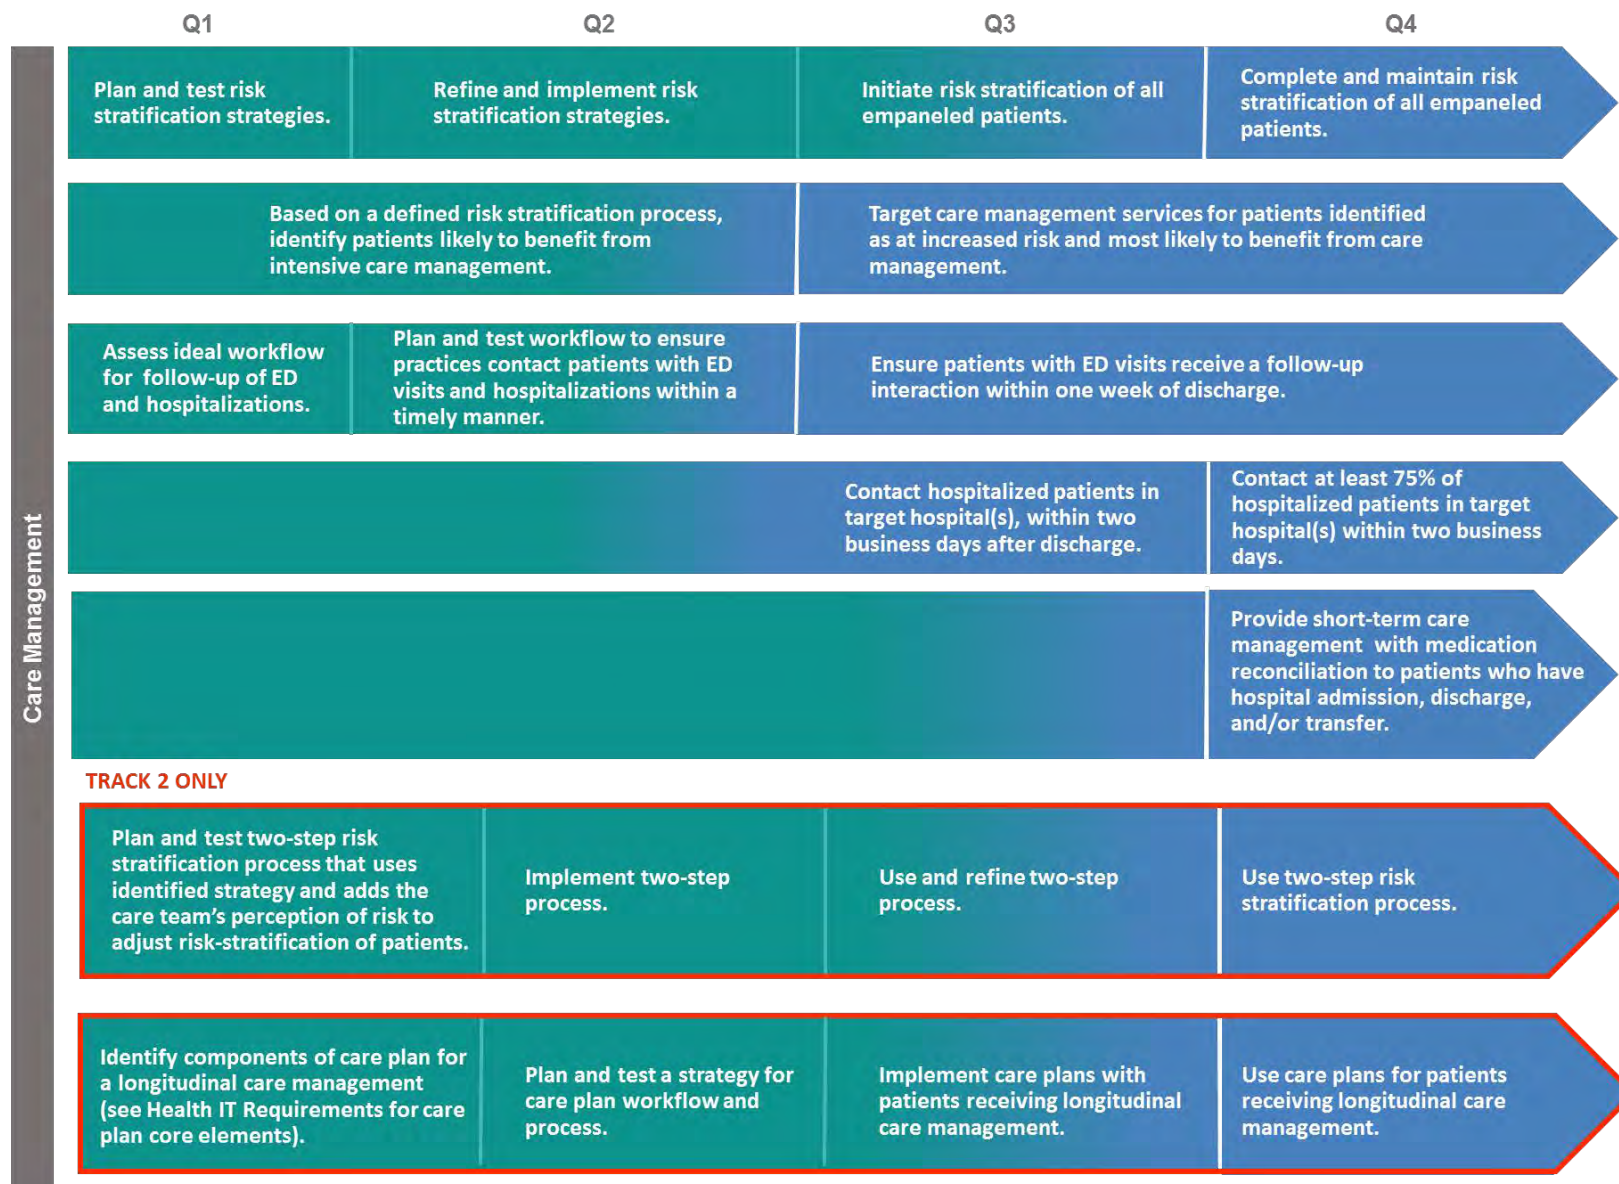 Q1
Q2
Q3
Q4
Care Management
Plan and test risk
stratification strategies.
Refine and implement risk
stratification strategies.
Initiate risk stratification of all
empaneled patients.
Complete and maintain risk
stratification of all empaneled
patients.
Based on a defined risk stratification process,
identify patients likely to benefit from
intensive care management.
Target care management services for patients identified
as at increased risk and most likely to benefit from care
management.
Assess ideal workflow
for follow-up of ED
and hospitalizations.
Plan and test workflow to ensure
practices contact patients with ED
visits and hospitalizations within a
timely manner.
Ensure patients with ED visits receive a follow-up
interaction within one week of discharge.
Contact hospitalized patients in
target hospital(s), within two
business days after discharge.
Contact at least 75% of
hospitalized patients in target
hospital(s) within two business
days.
Provide short-term care
management with medication
reconciliation to patients who have
hospital admission, discharge,
and/or transfer.
TRACK 2 ONLY
Plan and test two-step risk
stratification process that uses
identified strategy and adds the
care team's perception of risk to
adjust risk-stratification of patients.
Implement two-step
process.
Use and refine two-step
process.
Use two-step risk
stratification process.
Identify components of care plan for
a longitudinal care management
(see Health IT Requirements for care
plan core elements).
Plan and test a strategy for
care plan workflow and
process.
Implement care plans with
patients receiving longitudinal
care management.
Use care plans for patients
receiving longitudinal care
management.